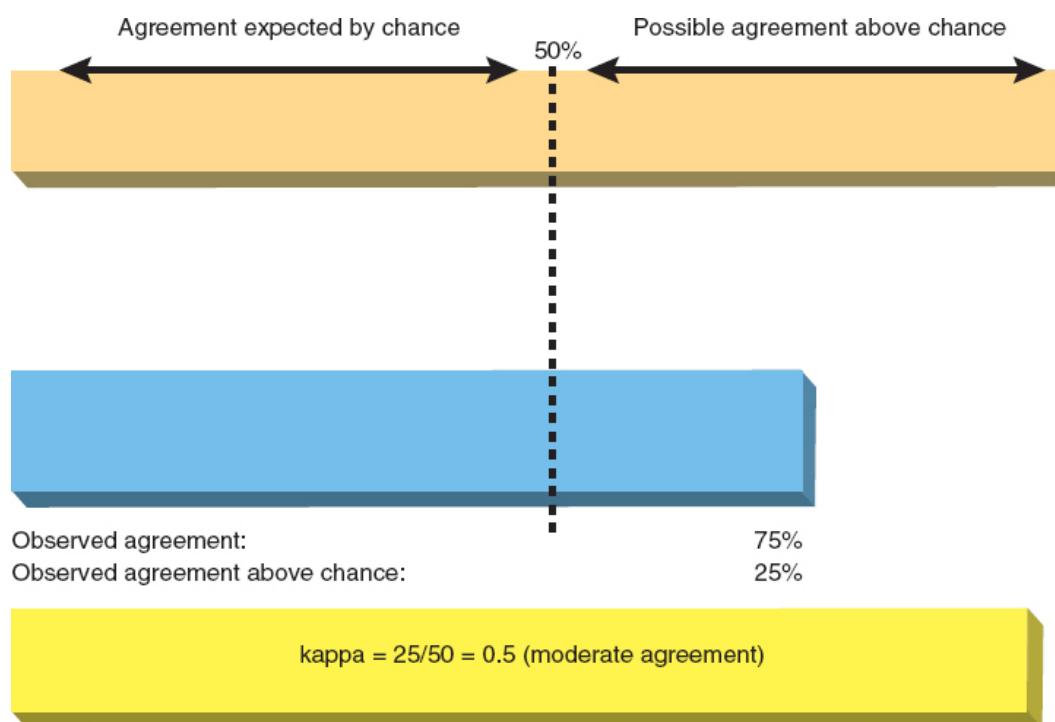 Agreement expected by chance
Possible agreement above chance
50%
Observed agreement: 75%
Observed agreement above chance: 25%
kappa = 25/50 = 0.5 (moderate agreement)